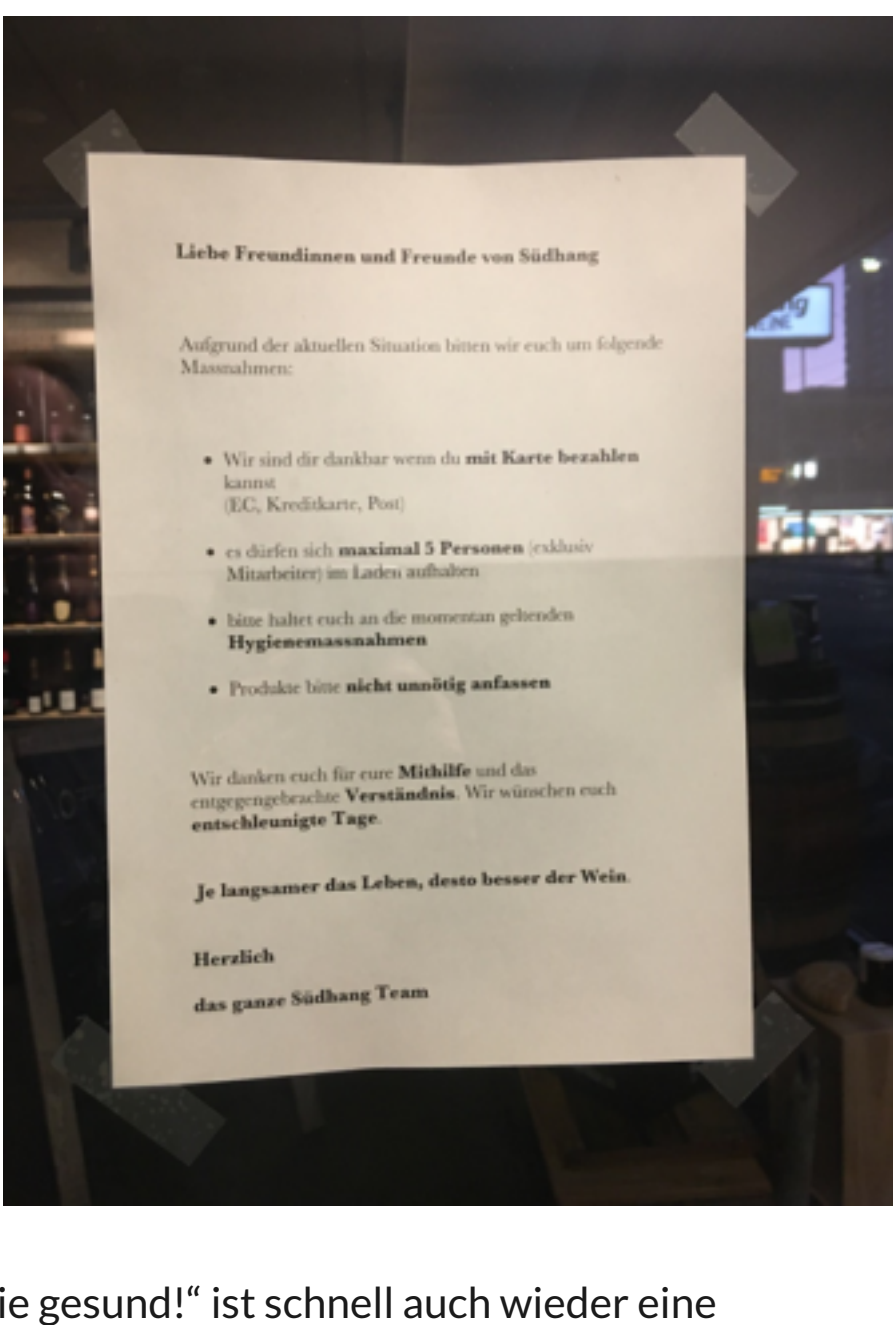 Liebe Freundinnen und Freunde von Südhang
Aufgrund der aktuellen Situation bitten wir euch um folgende
Massnahmen:
• Wir sind dir dankbar wenn du mit Karte bezahlen
kannst
(EC, Kreditkarte, Post)
• es dürfen sich maximal 5 Personen (exklusiv
Mitarbeiter) im Laden aufhalten
• bitte haltet euch an die momentan geltenden
Hygienemassnahmen
• Produkte bitte nicht unnötig anfassen
Wir danken euch für eure Mithilfe und das
entgegengebrachte Verständnis. Wir wünschen euch
entschleunigte Tage.
Je langsamer das Leben, desto besser der Wein.
Herzlich
das ganze Südhang Team
ie gesund!“ ist schnell auch wieder eine